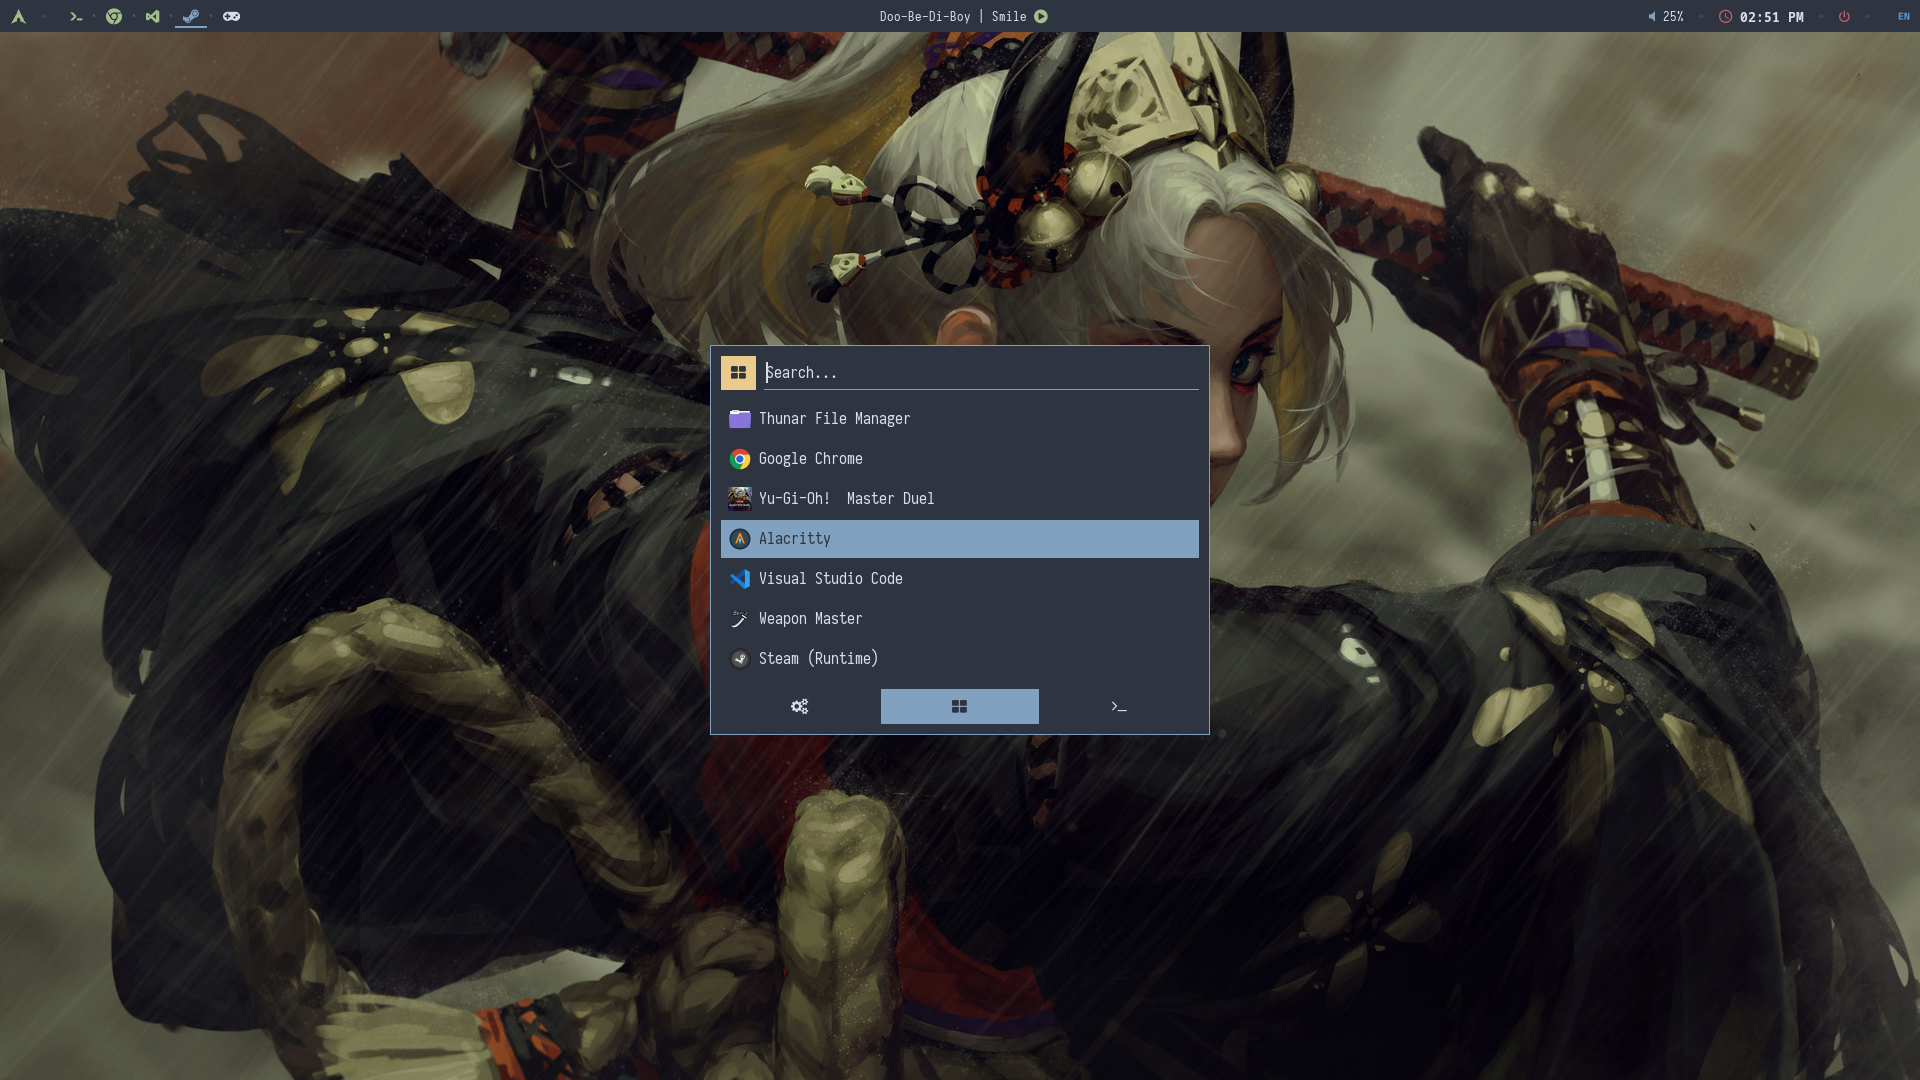 Doo-Be-Di-Boy | Smile
25%
02:51 PM
EN
Search...
Thunar File Manager
Google Chrome
Yu-Gi-Oh! Master Duel
Alacritty
Visual Studio Code
Weapon Master
Steam (Runtime)